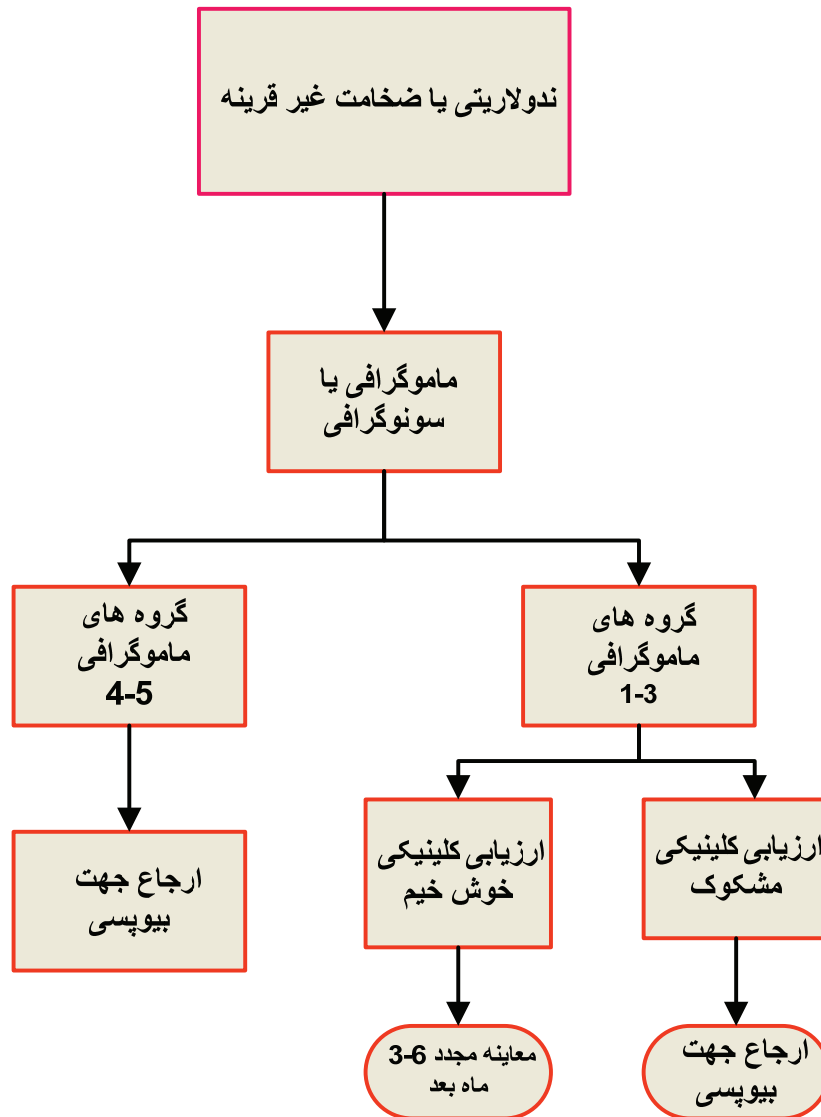 ندولاریتی یا ضخامت غیر قرینه
ماموگرافی یا
سونوگرافی
گروه های
ماموگرافی
1-3
گروه های
ماموگرافی
4-5
ارزیابی کلینیکی
مشکوک
ارزیابی کلینیکی
خوش خیم
ارجاع جهت
بیوپسی
ارجاع جهت
بیوپسی
معاینه مجدد 6-3
ماه بعد